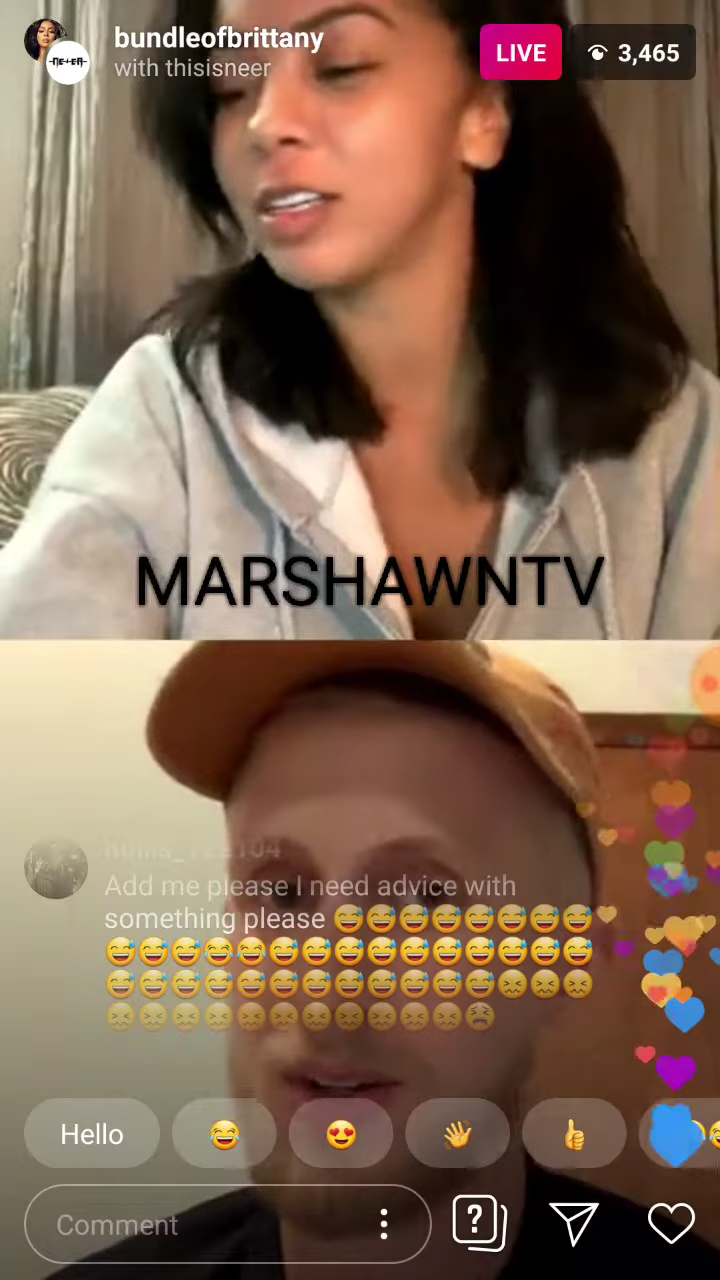 bundleofbrittany
LIVE
3,465
with thisisneer
MARSHAWNTV
Add me please I need advice with
something please 😅😅😅😅😅😅😅😅
😅😅😅😂😂😅😅😅😅😅😅😅😅😅😅
😅😅😅😅😅😅😅😅😅😅😅😅😖😖😖
😖😖😖😖😖😖😖😖😖😖😖😫
Hello
😂
😍
👋
👍
Comment
?